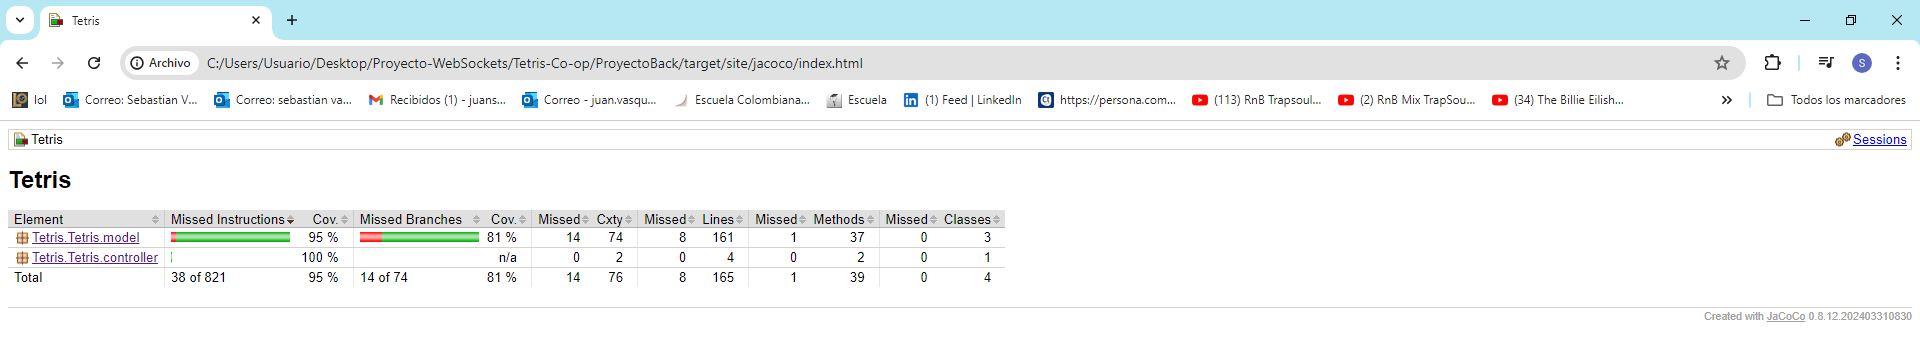 Tetris
Archivo C:/Users/Usuario/Desktop/Proyecto-WebSockets/Tetris-Co-op/ProyectoBack/target/site/jacoco/index.html S
lol Correo: Sebastian V... Correo: sebastian va... Recibidos (1) - juans... Correo - juan.vasqu... Escuela Colombiana... Escuela (1) Feed | LinkedIn https://persona.com... (113) RnB Trapsoul... (2) RnB Mix TrapSou... (34) The Billie Eilish... » Todos los marcadores
Tetris Sessions
Tetris
Element Missed Instructions Cov. Missed Branches Cov. Missed Cxty Missed Lines Missed Methods Missed Classes
Tetris.Tetris.model 95 % 81 % 14 74 8 161 1 37 0 3
Tetris.Tetris.controller 100 % n/a 0 2 0 4 0 2 0 1
Total 38 of 821 95 % 14 of 74 81 % 14 76 8 165 1 39 0 4
Created with JaCoCo 0.8.12.202403310830